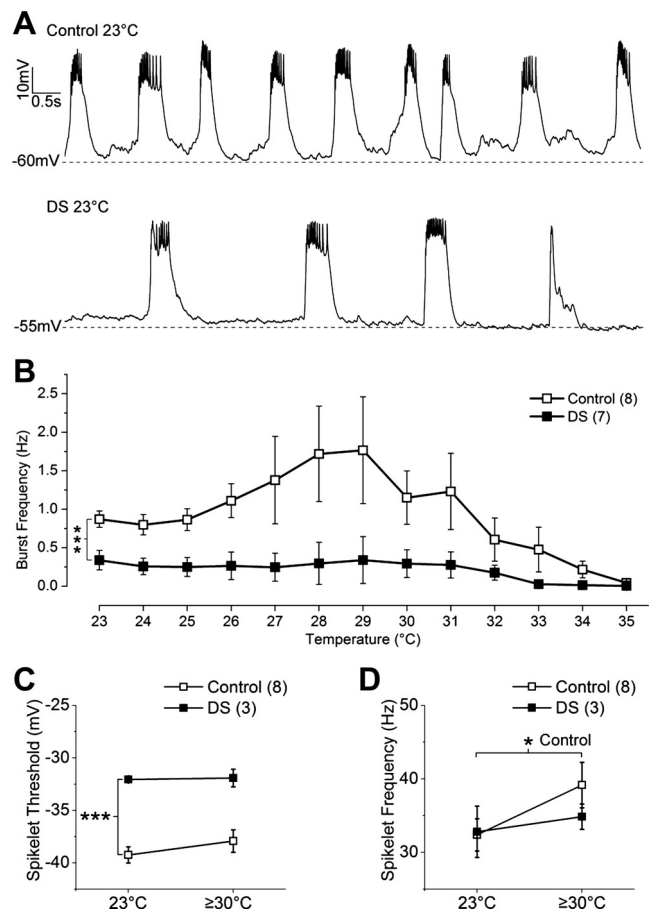 A
Control 23°C
10mV
0.5s
-60mV
DS 23°C
-55mV
B
2.5
2.0
1.5
1.0
0.5
0.0
Burst Frequency (Hz)
***
Control (8)
DS (7)
23 24 25 26 27 28 29 30 31 32 33 34 35
Temperature (°C)
C
Control (8)
DS (3)
-25
-30
-35
-40
Spikelet Threshold (mV)
***
23°C ≥30°C
D
Control (8)
DS (3)
50
40
30
Spikelet Frequency (Hz)
* Control
23°C ≥30°C